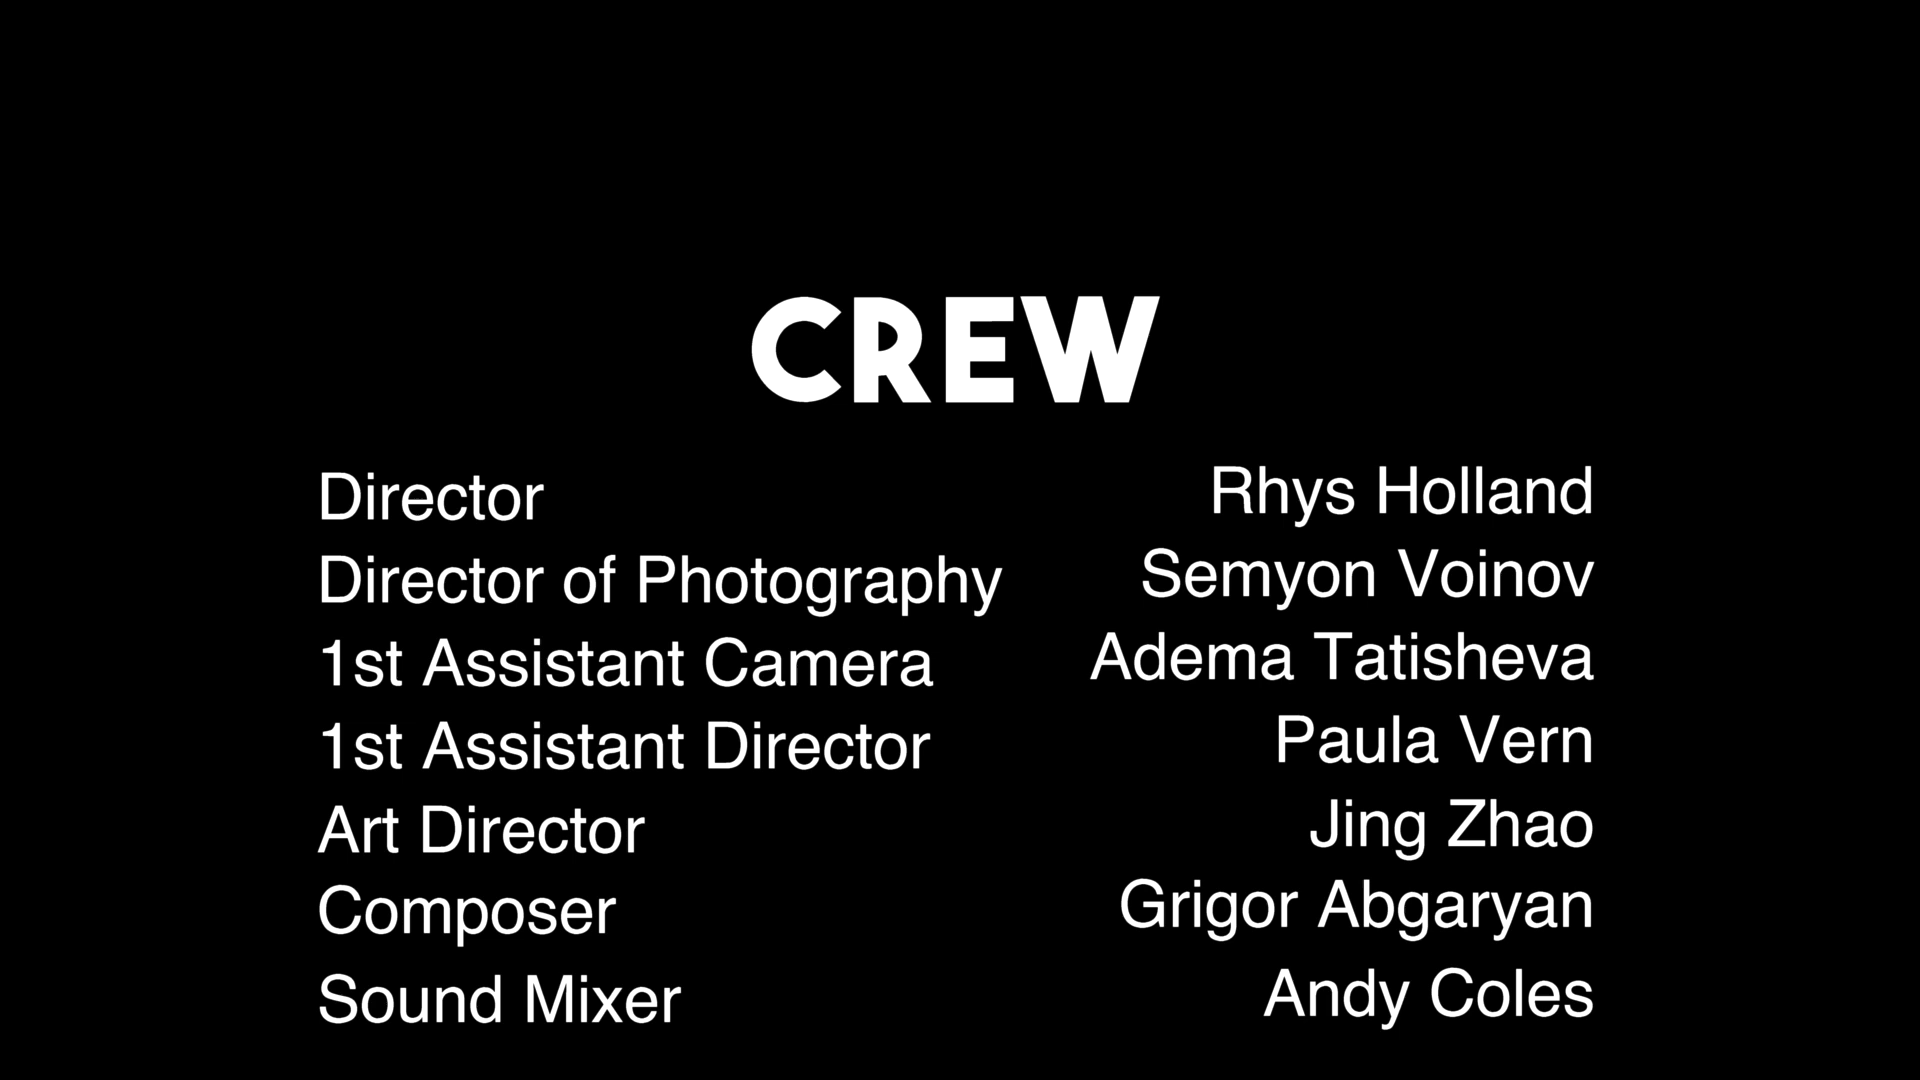 CREW
Director Rhys Holland
Director of Photography Semyon Voinov
1st Assistant Camera Adema Tatisheva
1st Assistant Director Paula Vern
Art Director Jing Zhao
Composer Grigor Abgaryan
Sound Mixer Andy Coles